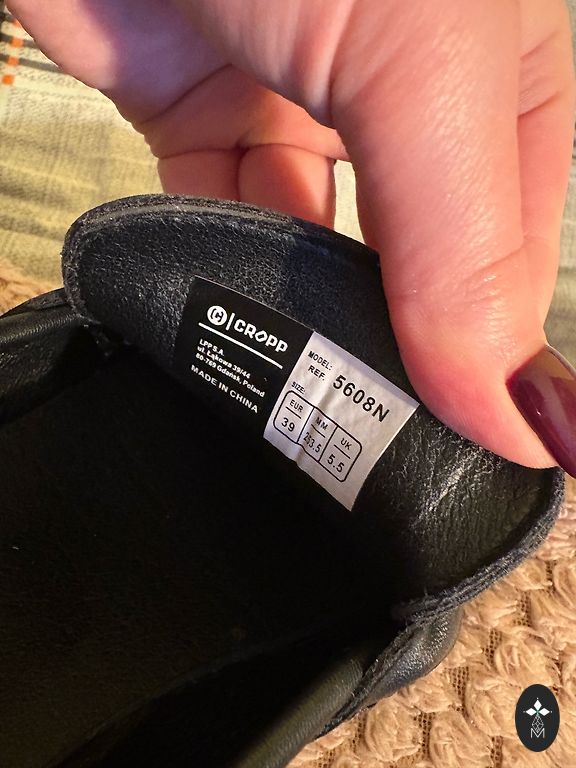 CROPP
LPP S.A.
ul. Łąkowa 39/44
80-769 Gdańsk, Poland
MADE IN CHINA
MODEL:
REF. 5608N
SIZE:
EUR MM UK
39 253.5 5.5